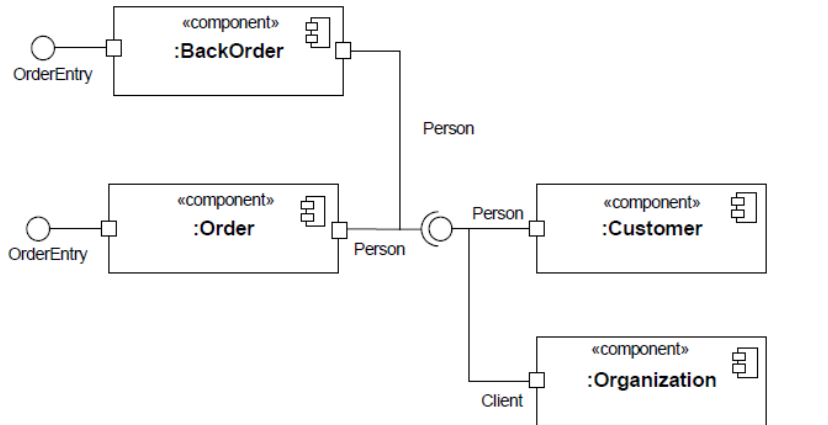 «component»
:BackOrder
OrderEntry
Person
«component»
:Order
OrderEntry
Person
Person
«component»
:Customer
«component»
:Organization
Client